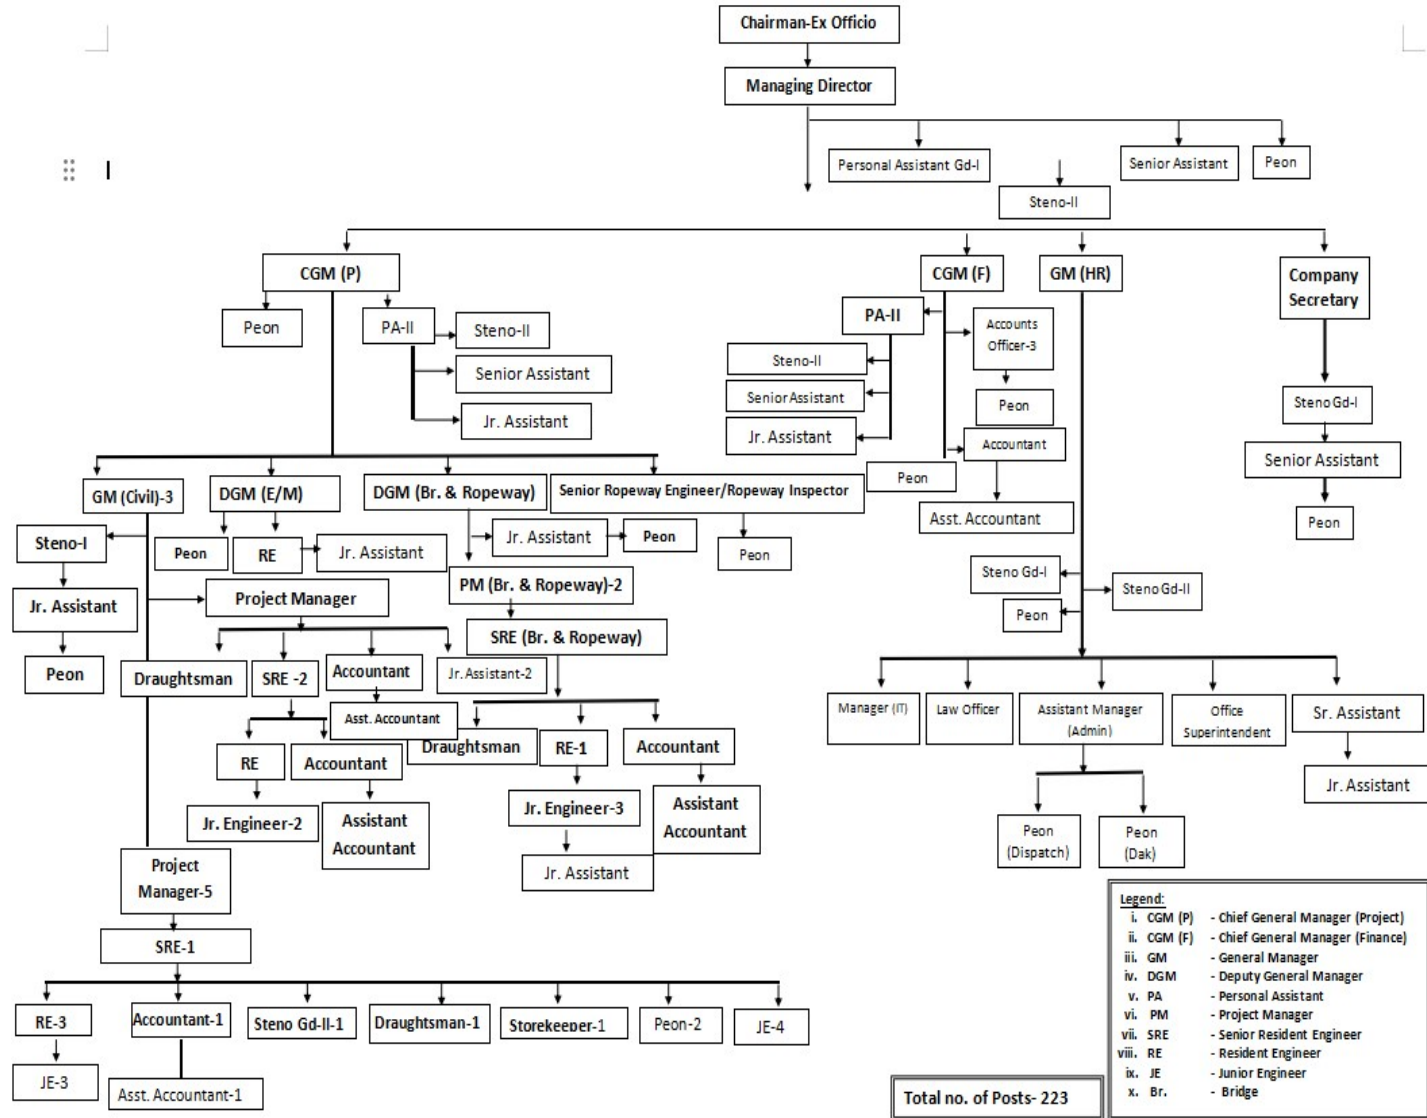 Chairman-Ex Officio
Managing Director
Personal Assistant Gd-I
Senior Assistant
Peon
Steno-II
CGM (P)
CGM (F)
GM (HR)
Company
Secretary
Peon
PA-II
Steno-II
Senior Assistant
Jr. Assistant
PA-II
Accounts
Officer-3
Steno-II
Senior Assistant
Jr. Assistant
Peon
Accountant
Peon
Asst. Accountant
Steno Gd-I
Senior Assistant
Peon
GM (Civil)-3
DGM (E/M)
DGM (Br. & Ropeway)
Senior Ropeway Engineer/Ropeway Inspector
Steno-I
Peon
RE
Jr. Assistant
Jr. Assistant
Peon
Peon
Jr. Assistant
Project Manager
PM (Br. & Ropeway)-2
SRE (Br. & Ropeway)
Peon
Draughtsman
SRE -2
Accountant
Jr. Assistant-2
Asst. Accountant
Draughtsman
RE-1
Accountant
RE
Accountant
Jr. Engineer-2
Assistant
Accountant
Jr. Engineer-3
Assistant
Accountant
Jr. Assistant
Steno Gd-I
Steno Gd-II
Peon
Manager (IT)
Law Officer
Assistant Manager
(Admin)
Office
Superintendent
Sr. Assistant
Jr. Assistant
Peon
(Dispatch)
Peon
(Dak)
Project
Manager-5
SRE-1
RE-3
Accountant-1
Steno Gd-II-1
Draughtsman-1
Storekeeper-1
Peon-2
JE-4
JE-3
Asst. Accountant-1
Total no. of Posts- 223
Legend:
i. CGM (P) - Chief General Manager (Project)
ii. CGM (F) - Chief General Manager (Finance)
iii. GM - General Manager
iv. DGM - Deputy General Manager
v. PA - Personal Assistant
vi. PM - Project Manager
vii. SRE - Senior Resident Engineer
viii. RE - Resident Engineer
ix. JE - Junior Engineer
x. Br. - Bridge